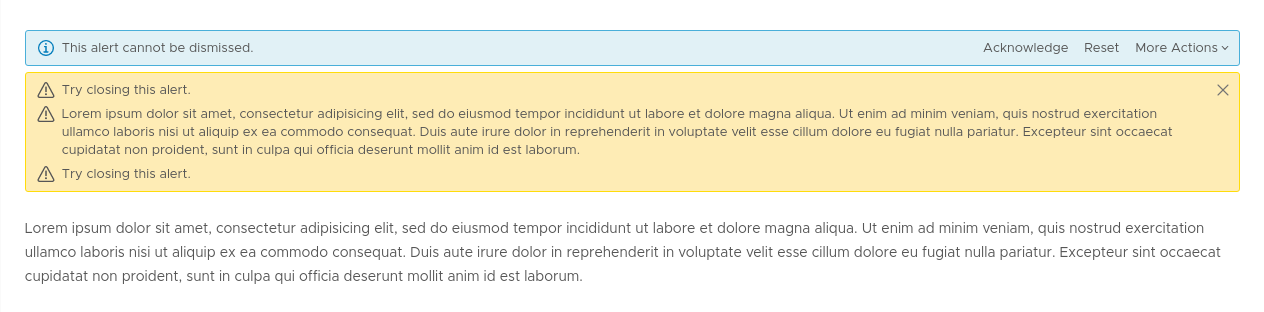 This alert cannot be dismissed. Acknowledge Reset More Actions
Try closing this alert.
Lorem ipsum dolor sit amet, consectetur adipisicing elit, sed do eiusmod tempor incididunt ut labore et dolore magna aliqua. Ut enim ad minim veniam, quis nostrud exercitation
ullamco laboris nisi ut aliquip ex ea commodo consequat. Duis aute irure dolor in reprehenderit in voluptate velit esse cillum dolore eu fugiat nulla pariatur. Excepteur sint occaecat
cupidatat non proident, sunt in culpa qui officia deserunt mollit anim id est laborum.
Try closing this alert.
Lorem ipsum dolor sit amet, consectetur adipisicing elit, sed do eiusmod tempor incididunt ut labore et dolore magna aliqua. Ut enim ad minim veniam, quis nostrud exercitation
ullamco laboris nisi ut aliquip ex ea commodo consequat. Duis aute irure dolor in reprehenderit in voluptate velit esse cillum dolore eu fugiat nulla pariatur. Excepteur sint occaecat
cupidatat non proident, sunt in culpa qui officia deserunt mollit anim id est laborum.